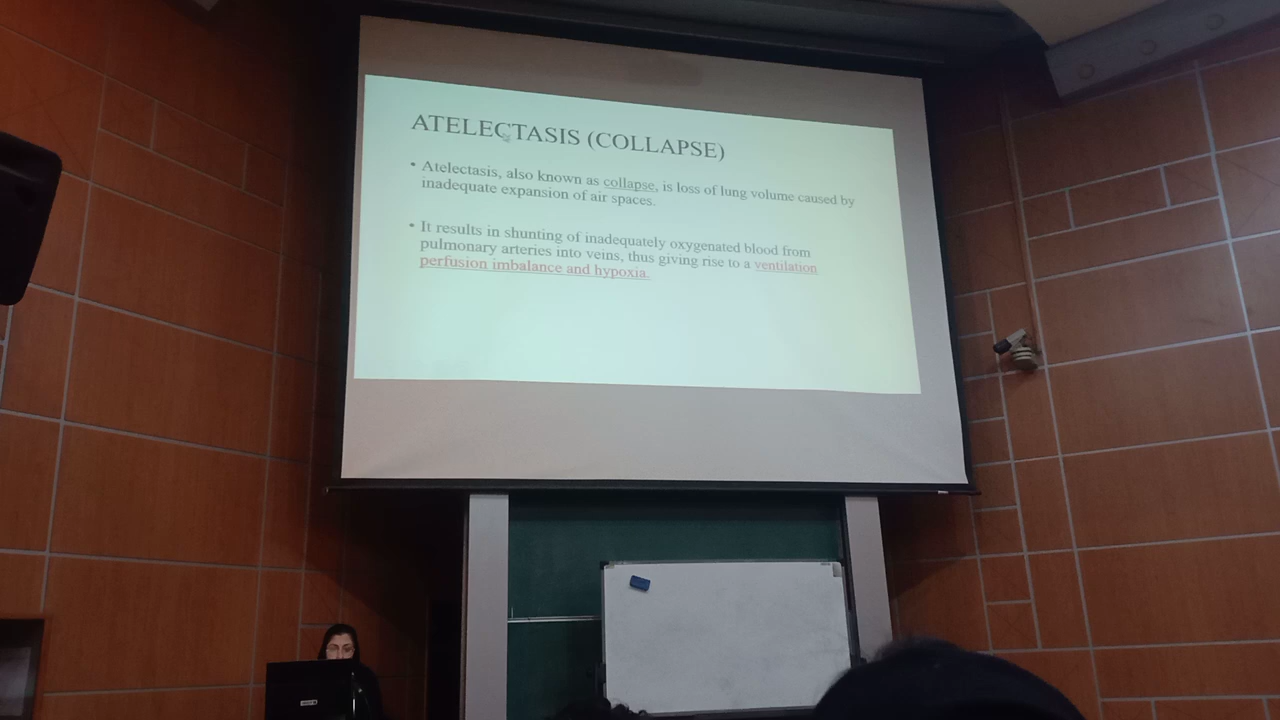 ATELECTASIS (COLLAPSE)
• Atelectasis, also known as collapse, is loss of lung volume caused by
inadequate expansion of air spaces.
• It results in shunting of inadequately oxygenated blood from
pulmonary arteries into veins, thus giving rise to a ventilation
perfusion imbalance and hypoxia.